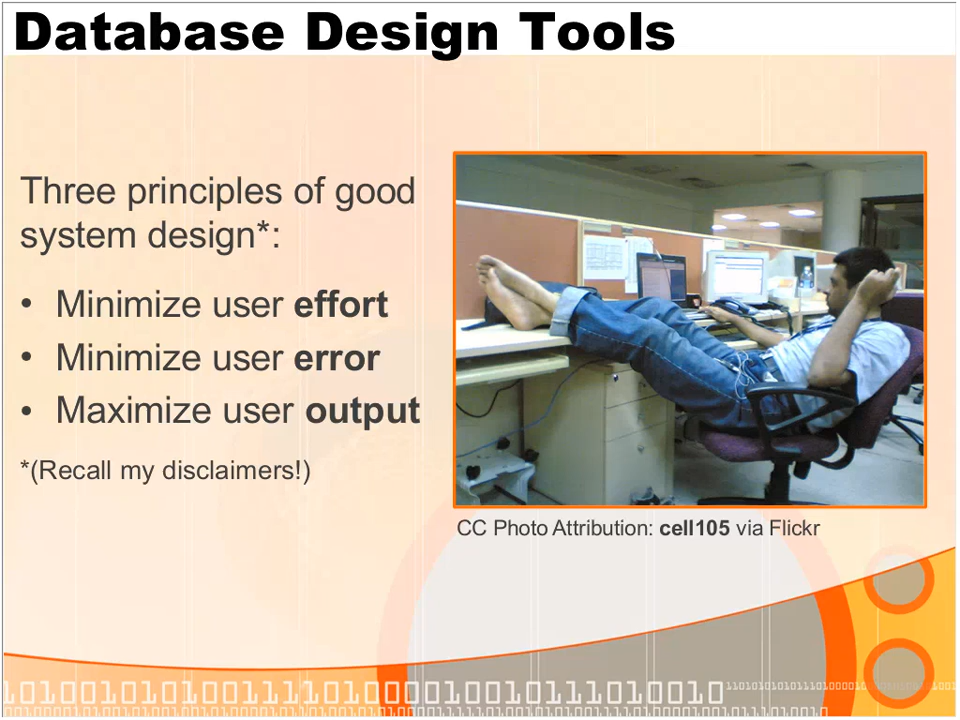 Database Design Tools
Three principles of good
system design*:
• Minimize user effort
• Minimize user error
• Maximize user output
*(Recall my disclaimers!)
CC Photo Attribution: cell105 via Flickr